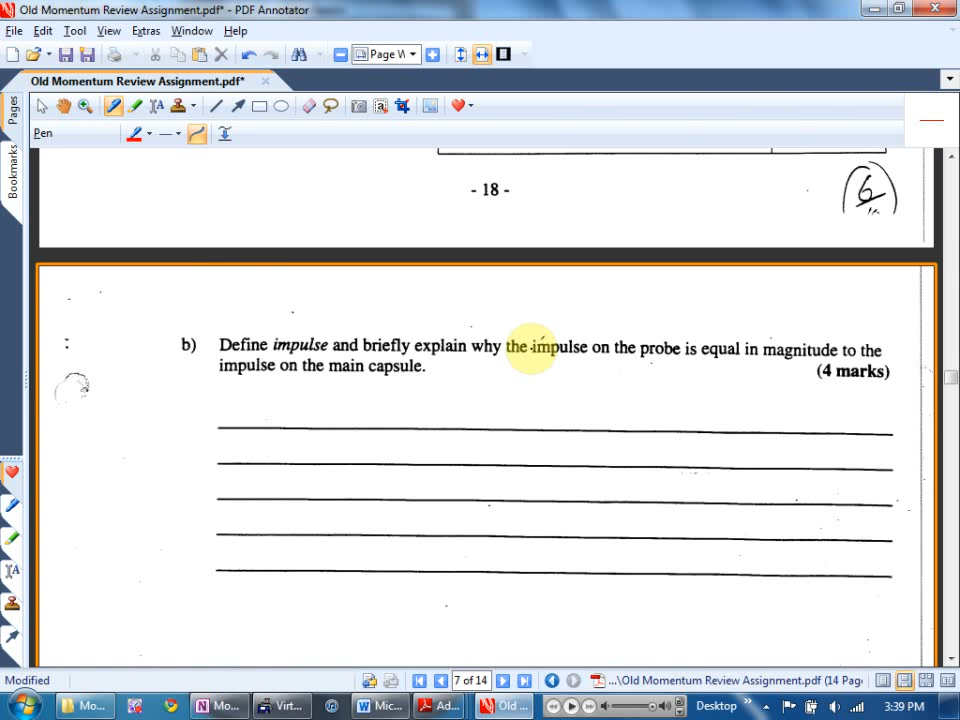 Old Momentum Review Assignment.pdf* - PDF Annotator
File Edit Tool View Extras Window Help
Page W
Old Momentum Review Assignment.pdf*
Pages
Bookmarks
Pen
- 18 -
6
b) Define impulse and briefly explain why the impulse on the probe is equal in magnitude to the
impulse on the main capsule.
(4 marks)
Modified
7 of 14
...\Old Momentum Review Assignment.pdf (14 Page
Mo...
Mo...
Virt...
Mic...
Ad...
Old ...
Desktop
3:39 PM